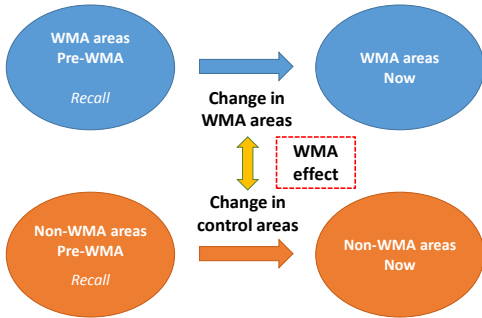 WMA areas
Pre-WMA
Recall
WMA areas
Now
Change in
WMA areas
WMA
effect
Change in
control areas
Non-WMA areas
Pre-WMA
Recall
Non-WMA areas
Now